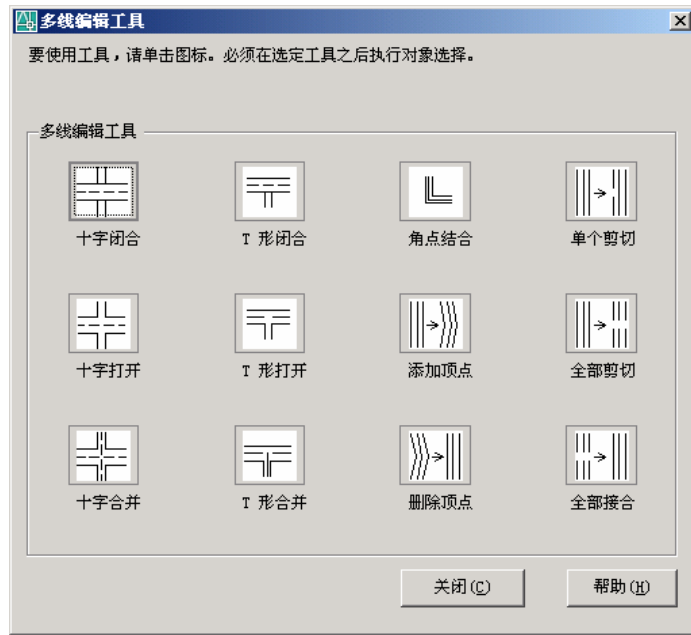 多线编辑工具
要使用工具，请单击图标。必须在选定工具之后执行对象选择。
多线编辑工具
十字闭合 T 形闭合 角点结合 单个剪切
十字打开 T 形打开 添加顶点 全部剪切
十字合并 T 形合并 删除顶点 全部接合
关闭(C) 帮助(H)